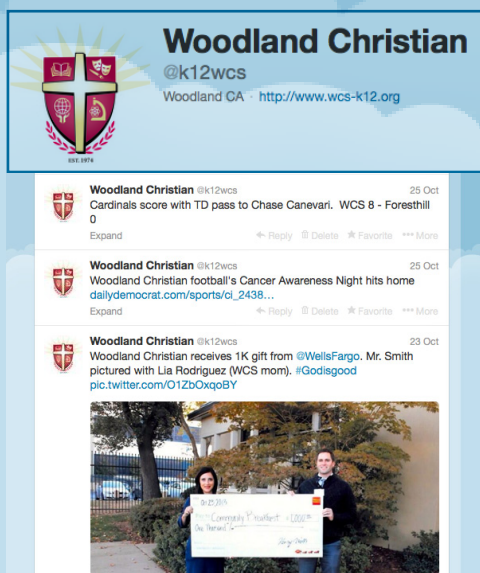 Woodland Christian
@k12wcs
Woodland CA · http://www.wcs-k12.org
EST. 1976
Woodland Christian @k12wcs 25 Oct
Cardinals score with TD pass to Chase Canevari. WCS 8 - Foresthill
0
Expand Reply Delete Favorite More
Woodland Christian @k12wcs 25 Oct
Woodland Christian football's Cancer Awareness Night hits home
dailydemocrat.com/sports/ci_2438…
Expand Reply Delete Favorite More
Woodland Christian @k12wcs 23 Oct
Woodland Christian receives 1K gift from @WellsFargo. Mr. Smith
pictured with Lia Rodriguez (WCS mom). #Godisgood
pic.twitter.com/O1ZbOxqoBY
Community Breakfast
One Thousand